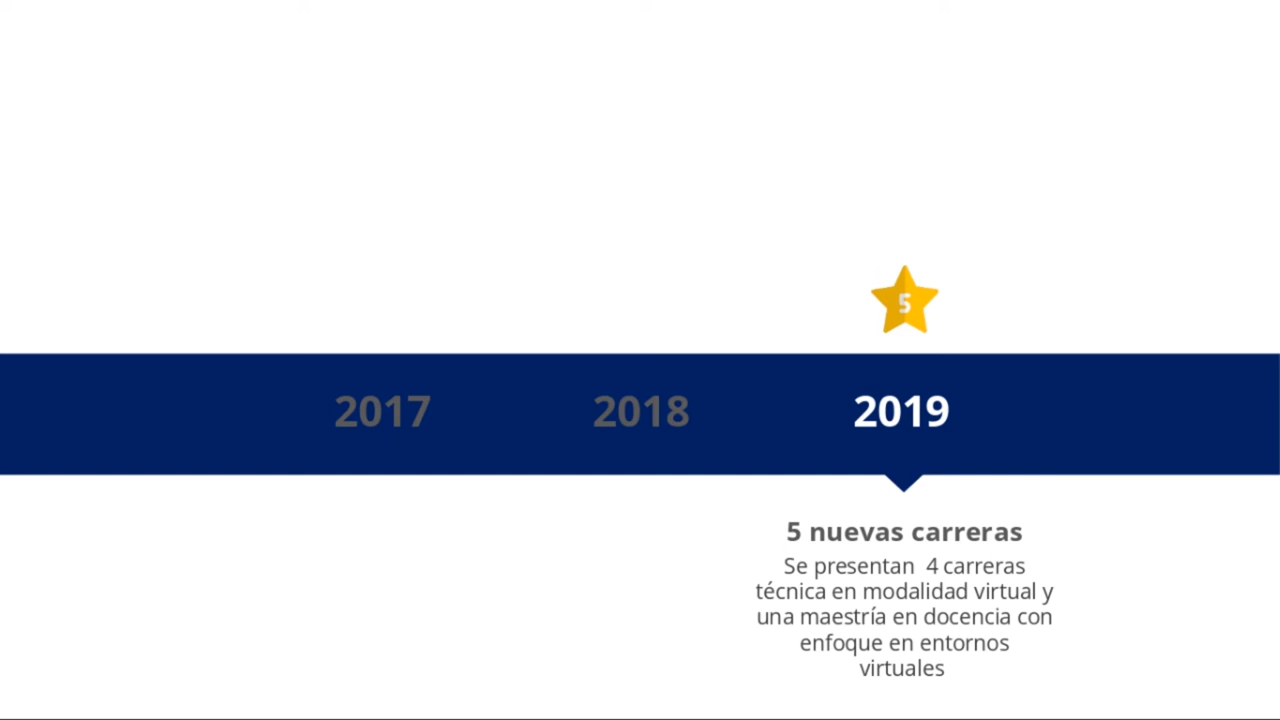 5
2017 2018 2019
5 nuevas carreras
Se presentan  4 carreras
técnica en modalidad virtual y
una maestría en docencia con
enfoque en entornos
virtuales